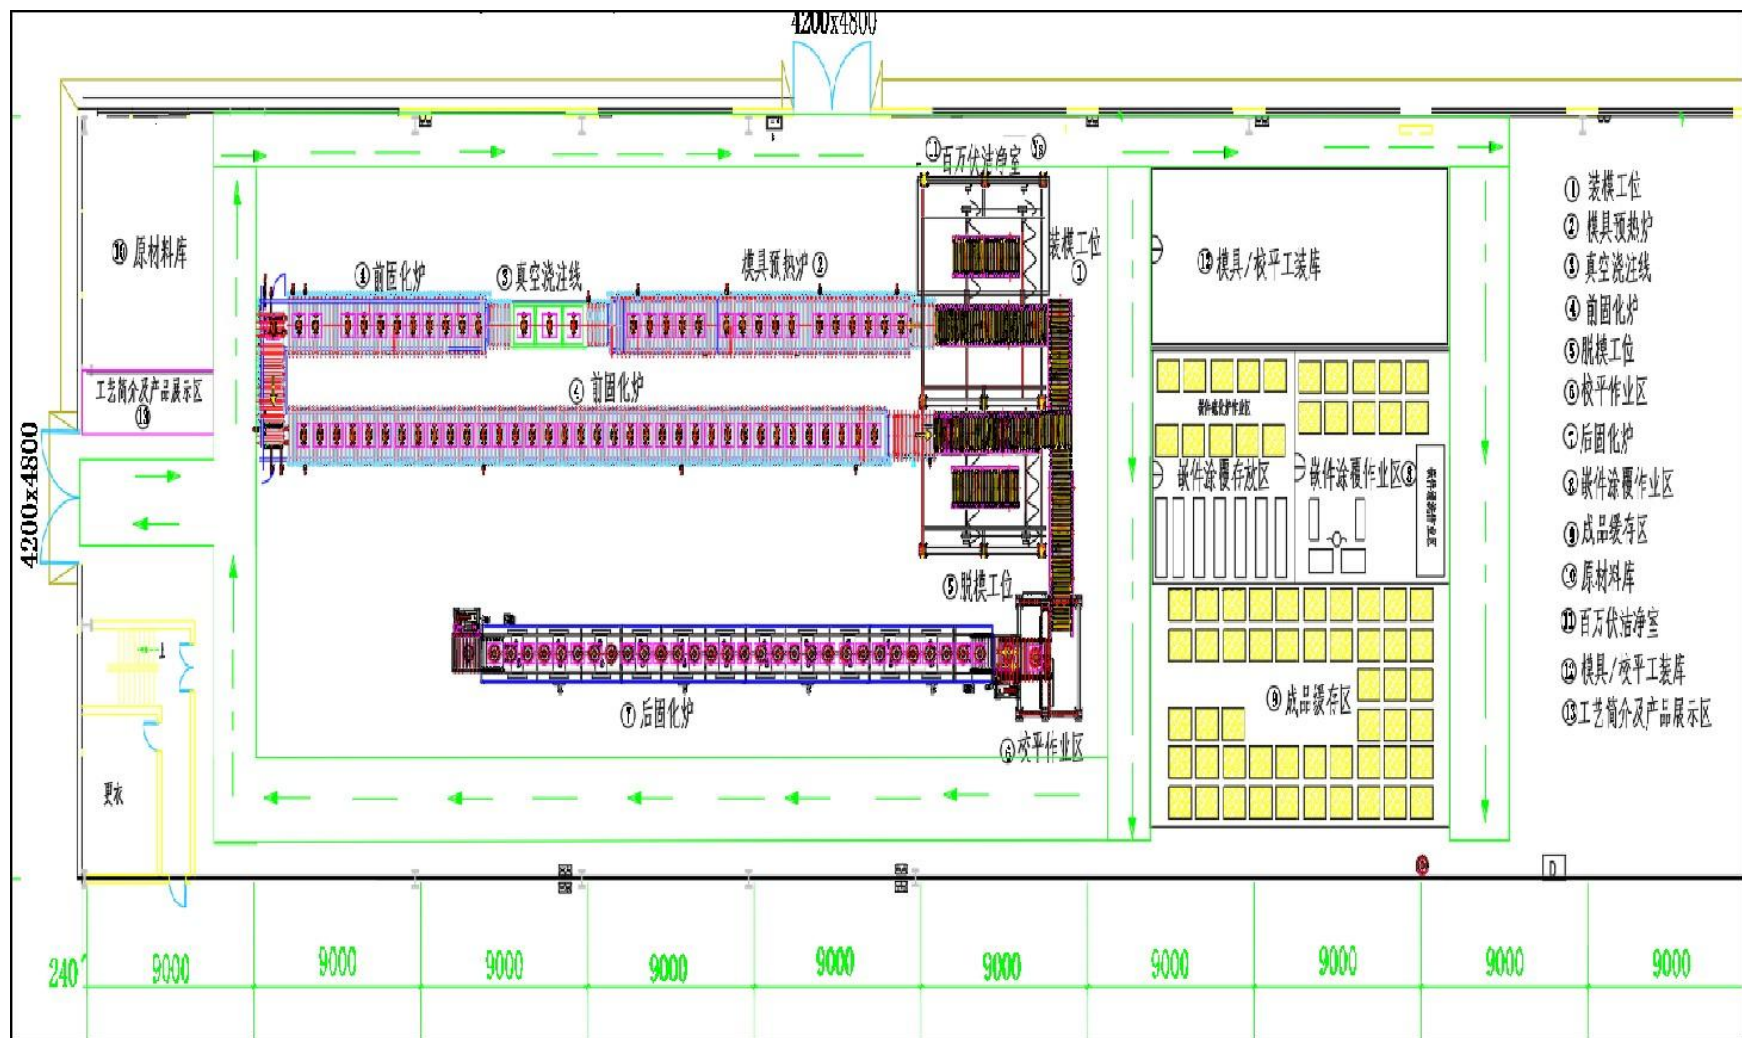 4200x4800
⑪百万伏洁净室
⑩原材料库
④前固化炉
③真空浇注线
模具预热炉②
装模工位
①
⑫模具/校平工装库
工艺简介及产品展示区
⑬
④前固化炉
4200x4800
嵌件涂覆存放区
嵌件涂覆作业区⑧
⑤脱模工位
⑦后固化炉
⑥校平作业区
⑨成品缓存区
更衣
①装模工位
②模具预热炉
③真空浇注线
④前固化炉
⑤脱模工位
⑥校平作业区
⑦后固化炉
⑧嵌件涂覆作业区
⑨成品缓存区
⑩原材料库
⑪百万伏洁净室
⑫模具/校平工装库
⑬工艺简介及产品展示区
D
240 9000 9000 9000 9000 9000 9000 9000 9000 9000 9000